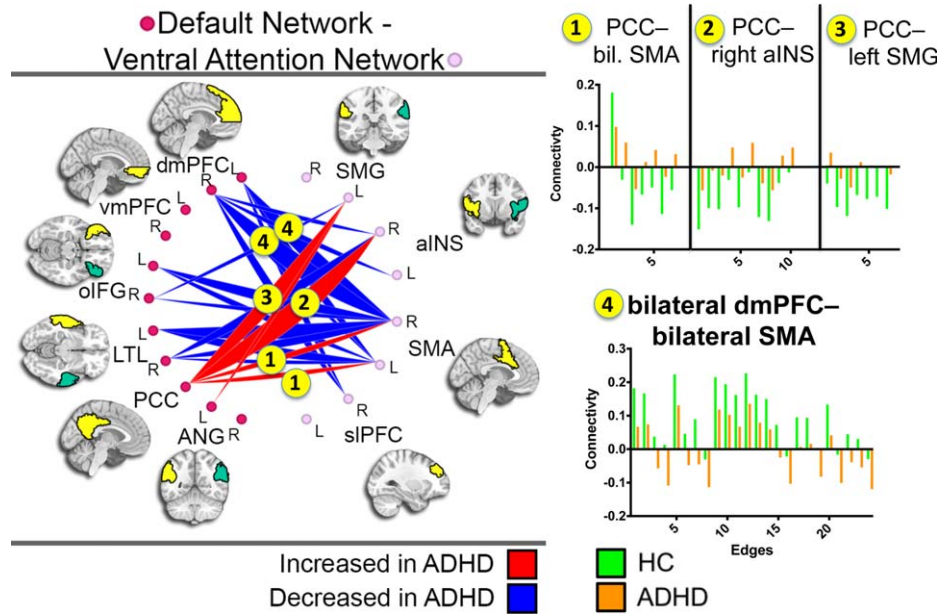 Default Network -
Ventral Attention Network
dmPFC
L
R
vmPFC
L
R
L
olFG
R
L
LTL
R
PCC
L
ANG
R
R
SMG
L
R
aINS
L
R
SMA
L
R
slPFC
L
4
4
3
2
1
1
Increased in ADHD
Decreased in ADHD
1 PCC–
bil. SMA
2 PCC–
right aINS
3 PCC–
left SMG
Connectivty
0.2
0.1
0.0
-0.1
-0.2
5
5
10
5
4 bilateral dmPFC–
bilateral SMA
Connectivty
0.3
0.2
0.1
0.0
-0.1
-0.2
5
10
15
20
Edges
HC
ADHD